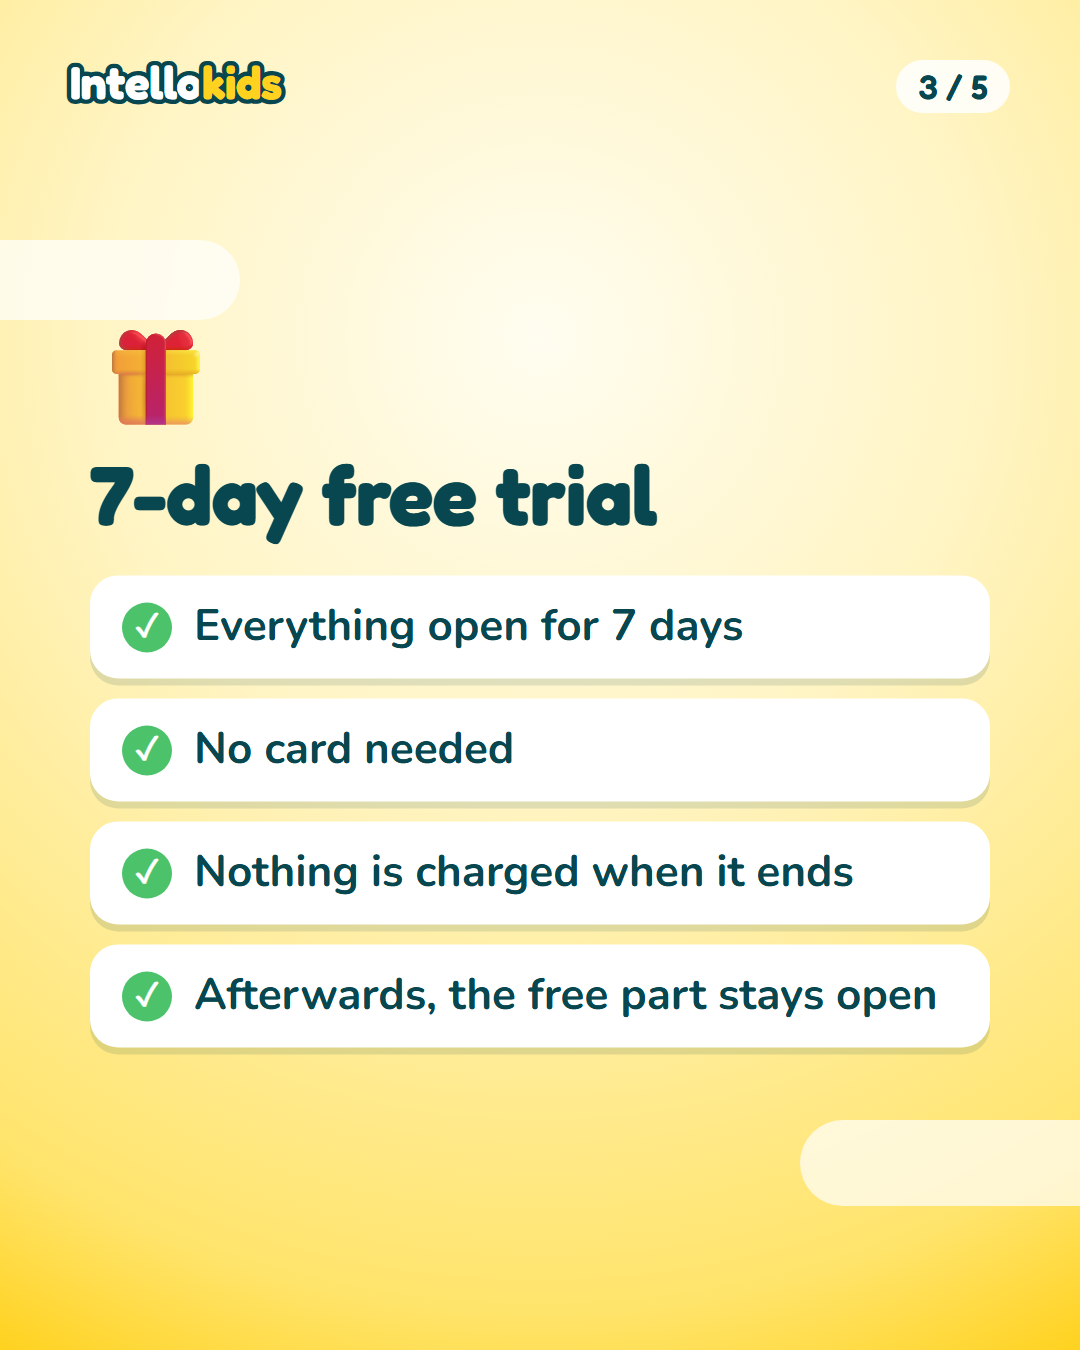 Intellokids
3 / 5
7-day free trial
Everything open for 7 days
No card needed
Nothing is charged when it ends
Afterwards, the free part stays open